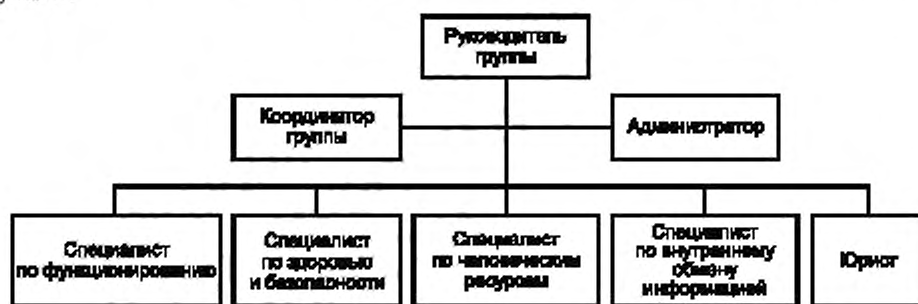 Руководитель
группы
Координатор
группы
Администратор
Специалист
по функционированию
Специалист
по здоровью
и безопасности
Специалист
по человеческим
ресурсам
Специалист
по внутреннему
обмену
информацией
Юрист